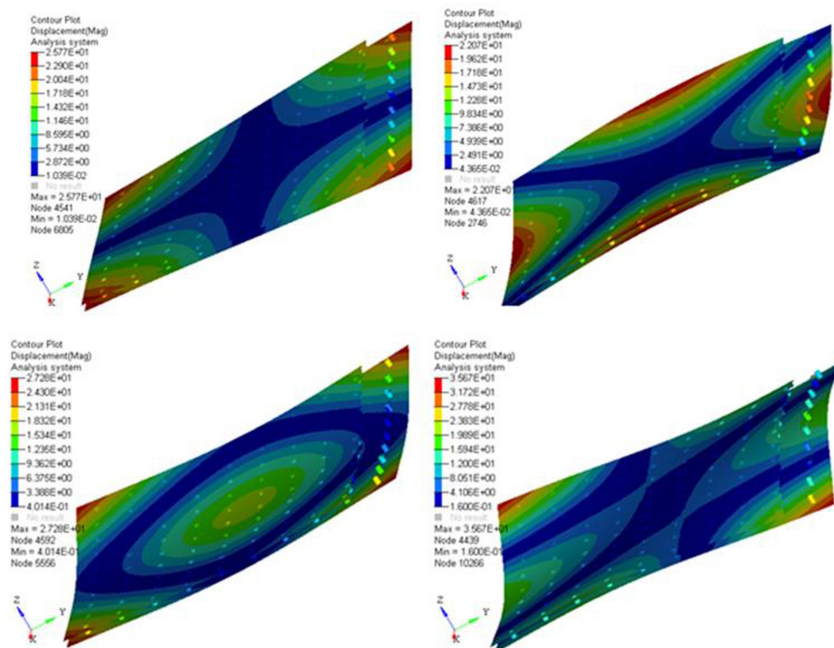 Contour Plot
Displacement(Mag)
Analysis system
2.577E+01
2.290E+01
2.004E+01
1.718E+01
1.432E+01
1.146E+01
8.595E+00
5.734E+00
2.872E+00
1.039E-02
No result
Max = 2.577E+01
Node 4541
Min = 1.039E-02
Node 6805
Z
Y
X
Contour Plot
Displacement(Mag)
Analysis system
2.207E+01
1.962E+01
1.718E+01
1.473E+01
1.228E+01
9.834E+00
7.386E+00
4.939E+00
2.491E+00
4.365E-02
No result
Max = 2.207E+01
Node 4617
Min = 4.365E-02
Node 2746
Z
Y
X
Contour Plot
Displacement(Mag)
Analysis system
2.728E+01
2.430E+01
2.131E+01
1.832E+01
1.534E+01
1.235E+01
9.362E+00
6.375E+00
3.388E+00
4.014E-01
No result
Max = 2.728E+01
Node 4592
Min = 4.014E-01
Node 5556
Z
Y
X
Contour Plot
Displacement(Mag)
Analysis system
3.567E+01
3.172E+01
2.778E+01
2.383E+01
1.989E+01
1.594E+01
1.200E+01
8.051E+00
4.106E+00
1.600E-01
No result
Max = 3.567E+01
Node 4439
Min = 1.600E-01
Node 10266
Z
Y
X